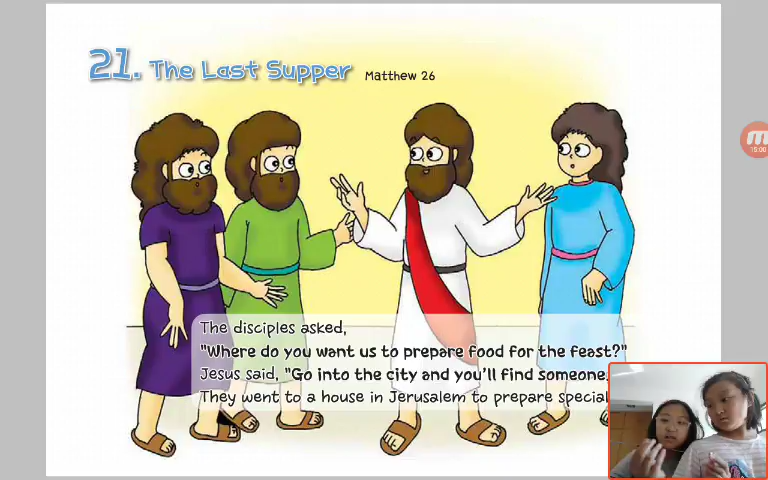 21. The Last Supper Matthew 26
The disciples asked,
"Where do you want us to prepare food for the feast?"
Jesus said, "Go into the city and you'll find someone.
They went to a house in Jerusalem to prepare special
15:00